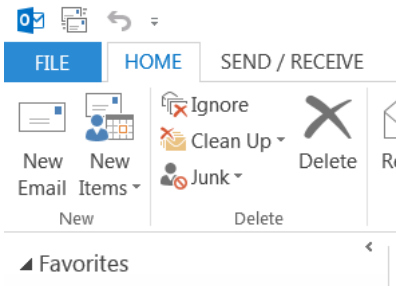 FILE HOME SEND / RECEIVE
Ignore
Clean Up
Junk
New Email
New Items
Delete
New
Delete
Favorites